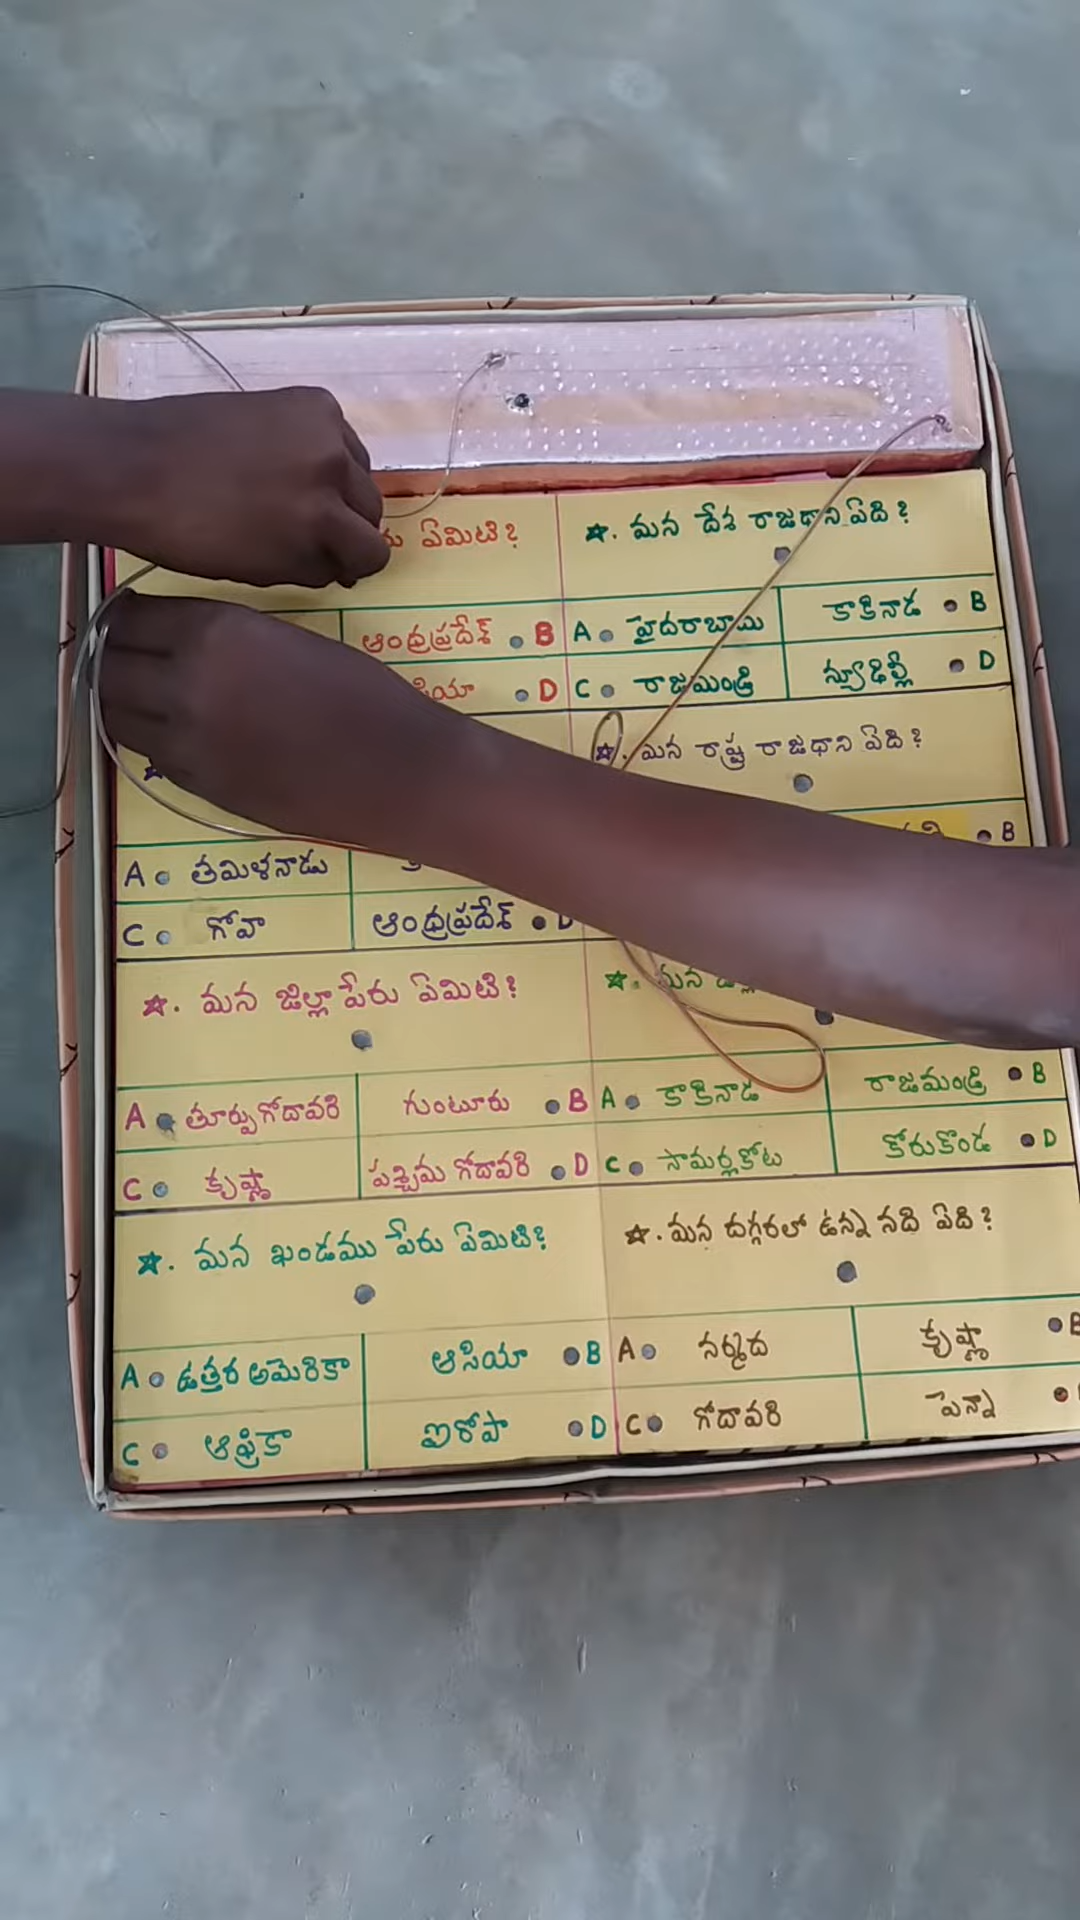 ఏమిటి?
ఆంధ్రప్రదేశ్ B
D
☆. మన దేశ రాజధాని ఏది?
A హైదరాబాదు
కాకినాడ B
C రాజమండ్రి
న్యూఢిల్లీ D
A తమిళనాడు
C గోవా
ఆంధ్రప్రదేశ్ D
☆. మన రాష్ట్ర రాజధాని ఏది?
B
☆. మన జిల్లా పేరు ఏమిటి?
A తూర్పుగోదావరి
గుంటూరు B
C కృష్ణా
పశ్చిమ గోదావరి D
☆. మన
A కాకినాడ
రాజమండ్రి B
C సామర్లకోట
కోరుకొండ D
☆. మన ఖండము పేరు ఏమిటి?
A ఉత్తర అమెరికా
ఆసియా B
C ఆఫ్రికా
ఐరోపా D
☆. మన దగ్గరలో ఉన్న నది ఏది?
A నర్మద
కృష్ణా B
C గోదావరి
పెన్నా